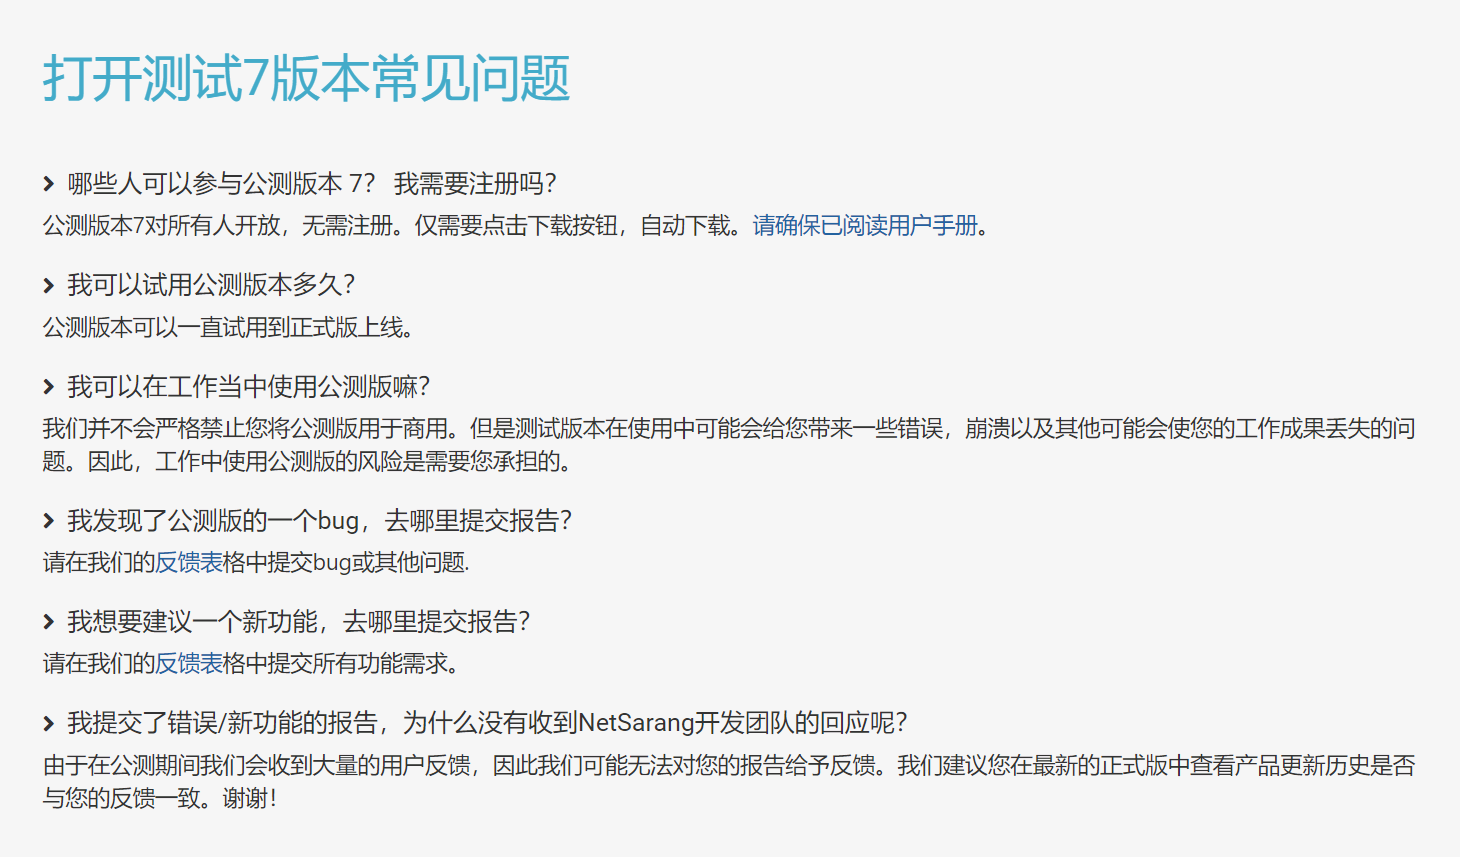 打开测试7版本常见问题
哪些人可以参与公测版本 7？ 我需要注册吗？
公测版本7对所有人开放，无需注册。仅需要点击下载按钮，自动下载。请确保已阅读用户手册。
我可以试用公测版本多久？
公测版本可以一直试用到正式版上线。
我可以在工作当中使用公测版嘛？
我们并不会严格禁止您将公测版用于商用。但是测试版本在使用中可能会给您带来一些错误，崩溃以及其他可能会使您的工作成果丢失的问
题。因此，工作中使用公测版的风险是需要您承担的。
我发现了公测版的一个bug，去哪里提交报告？
请在我们的反馈表格中提交bug或其他问题.
我想要建议一个新功能，去哪里提交报告？
请在我们的反馈表格中提交所有功能需求。
我提交了错误/新功能的报告，为什么没有收到NetSarang开发团队的回应呢？
由于在公测期间我们会收到大量的用户反馈，因此我们可能无法对您的报告给予反馈。我们建议您在最新的正式版中查看产品更新历史是否
与您的反馈一致。谢谢！